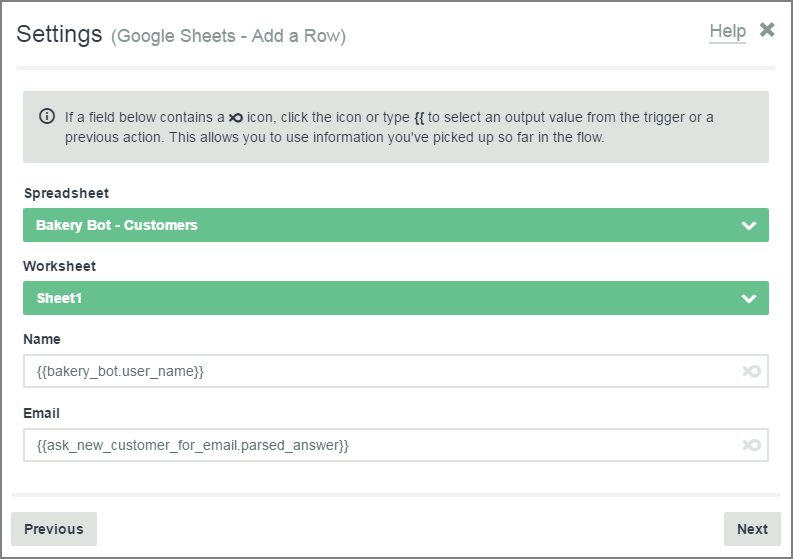 Settings (Google Sheets - Add a Row)
Help
If a field below contains a icon, click the icon or type {{ to select an output value from the trigger or a
previous action. This allows you to use information you've picked up so far in the flow.
Spreadsheet
Bakery Bot - Customers
Worksheet
Sheet1
Name
{{bakery_bot.user_name}}
Email
{{ask_new_customer_for_email.parsed_answer}}
Previous
Next